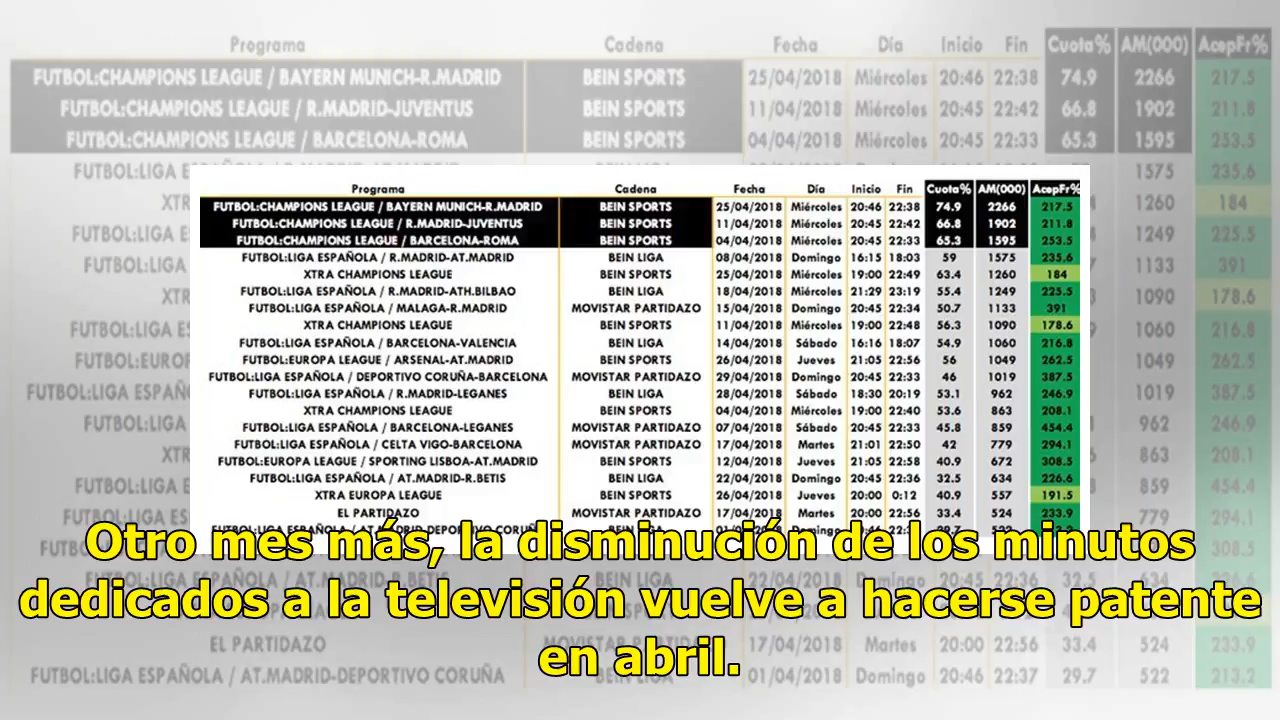 Programa Cadena Fecha Día Inicio Fin Cuota% AM(000) AcepFr%
FUTBOL:CHAMPIONS LEAGUE / BAYERN MUNICH-R.MADRID BEIN SPORTS 25/04/2018 Miércoles 20:46 22:38 74.9 2266 217.5
FUTBOL:CHAMPIONS LEAGUE / R.MADRID-JUVENTUS BEIN SPORTS 11/04/2018 Miércoles 20:45 22:42 66.8 1902 211.8
FUTBOL:CHAMPIONS LEAGUE / BARCELONA-ROMA BEIN SPORTS 04/04/2018 Miércoles 20:45 22:33 65.3 1595 253.5
FUTBOL:LIGA ESPAÑOLA / R.MADRID-AT.MADRID BEIN LIGA 08/04/2018 Domingo 16:15 18:03 59 1575 235.6
XTRA CHAMPIONS LEAGUE BEIN SPORTS 25/04/2018 Miércoles 19:00 22:49 63.4 1260 184
FUTBOL:LIGA ESPAÑOLA / R.MADRID-ATH.BILBAO BEIN LIGA 18/04/2018 Miércoles 21:29 23:19 55.4 1249 225.5
FUTBOL:LIGA ESPAÑOLA / MALAGA-R.MADRID MOVISTAR PARTIDAZO 15/04/2018 Domingo 20:45 22:34 50.7 1133 391
XTRA CHAMPIONS LEAGUE BEIN SPORTS 11/04/2018 Miércoles 19:00 22:48 56.3 1090 178.6
FUTBOL:LIGA ESPAÑOLA / BARCELONA-VALENCIA BEIN LIGA 14/04/2018 Sábado 16:16 18:07 54.9 1060 216.8
FUTBOL:EUROPA LEAGUE / ARSENAL-AT.MADRID BEIN SPORTS 26/04/2018 Jueves 21:05 22:56 56 1049 262.5
FUTBOL:LIGA ESPAÑOLA / DEPORTIVO CORUÑA-BARCELONA MOVISTAR PARTIDAZO 29/04/2018 Domingo 20:45 22:33 46 1019 387.5
FUTBOL:LIGA ESPAÑOLA / R.MADRID-LEGANES BEIN LIGA 28/04/2018 Sábado 18:30 20:19 53.1 962 246.9
XTRA CHAMPIONS LEAGUE BEIN SPORTS 04/04/2018 Miércoles 19:00 22:40 53.6 863 208.1
FUTBOL:LIGA ESPAÑOLA / BARCELONA-LEGANES MOVISTAR PARTIDAZO 07/04/2018 Sábado 20:45 22:33 45.8 859 454.4
FUTBOL:LIGA ESPAÑOLA / CELTA VIGO-BARCELONA MOVISTAR PARTIDAZO 17/04/2018 Martes 21:01 22:50 42 779 294.1
FUTBOL:EUROPA LEAGUE / SPORTING LISBOA-AT.MADRID BEIN SPORTS 12/04/2018 Jueves 21:05 22:58 40.9 672 308.5
FUTBOL:LIGA ESPAÑOLA / AT.MADRID-R.BETIS BEIN LIGA 22/04/2018 Domingo 20:45 22:36 32.5 634 226.6
XTRA EUROPA LEAGUE BEIN SPORTS 26/04/2018 Jueves 20:00 0:12 40.9 557 191.5
EL PARTIDAZO MOVISTAR PARTIDAZO 17/04/2018 Martes 20:00 22:56 33.4 524 233.9
FUTBOL:LIGA ESPAÑOLA / AT.MADRID-DEPORTIVO CORUÑA BEIN LIGA 01/04/2018 Domingo 20:46 22:37 29.7 522 213.2
Otro mes más, la disminución de los minutos
dedicados a la televisión vuelve a hacerse patente
en abril.